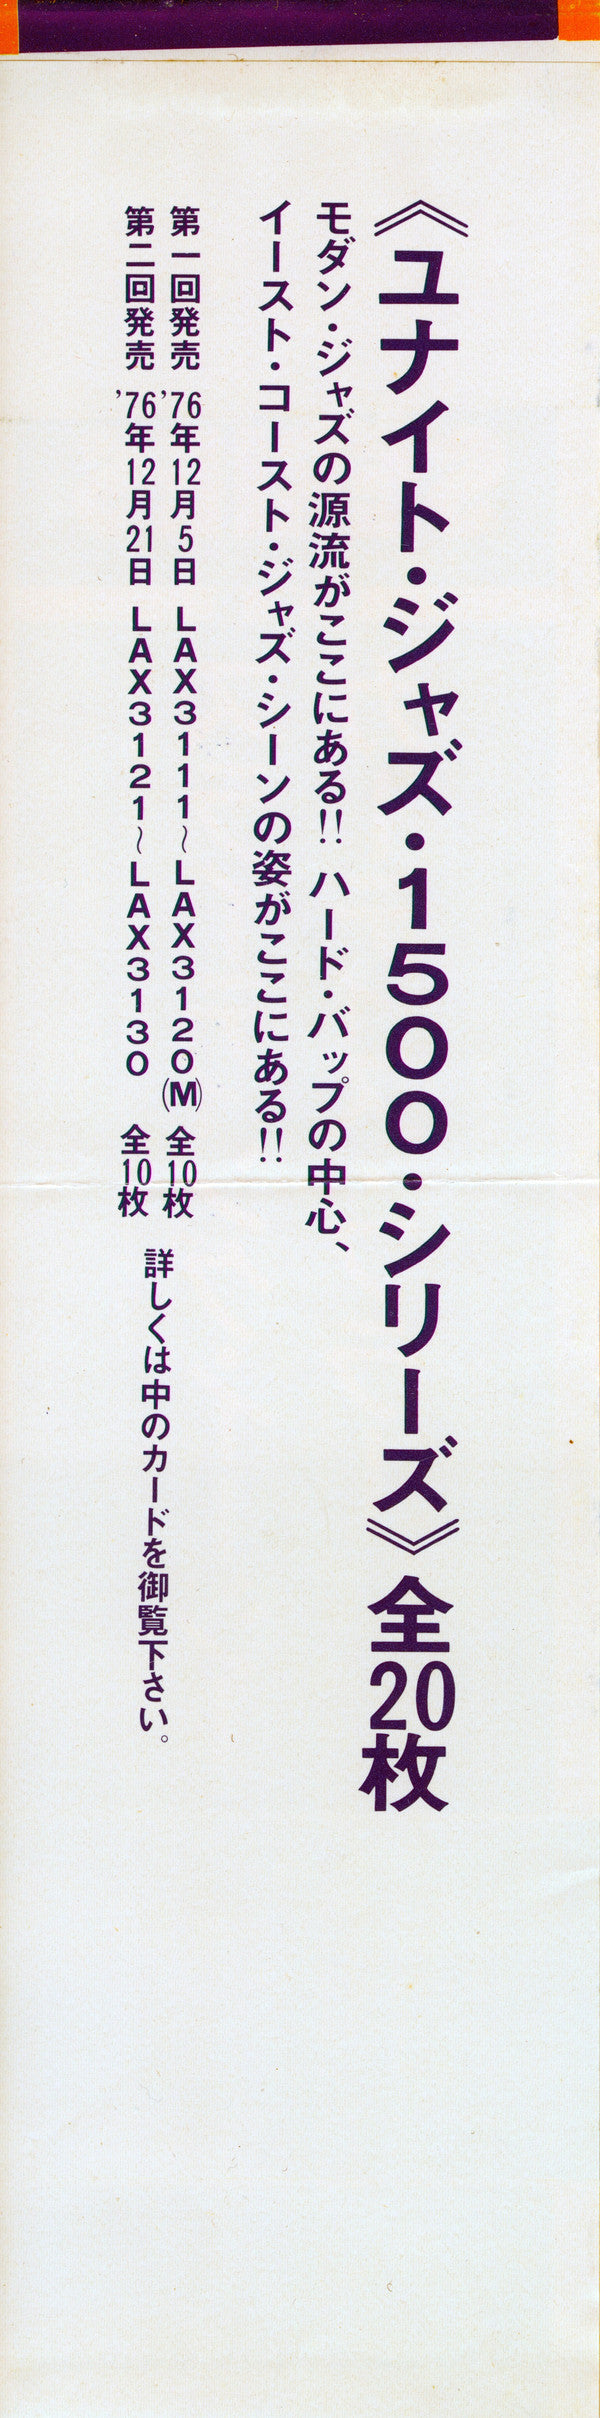 《ユナイト・ジャズ・1500・シリーズ》全20枚
モダン・ジャズの源流がここにある!! ハード・バップの中心、
イースト・コースト・ジャズ・シーンの姿がここにある!!
第一回発売 '76年12月5日 LAX3111~LAX3120(M) 全10枚
第二回発売 '76年12月21日 LAX3121~LAX3130 全10枚
詳しくは中のカードを御覧下さい。